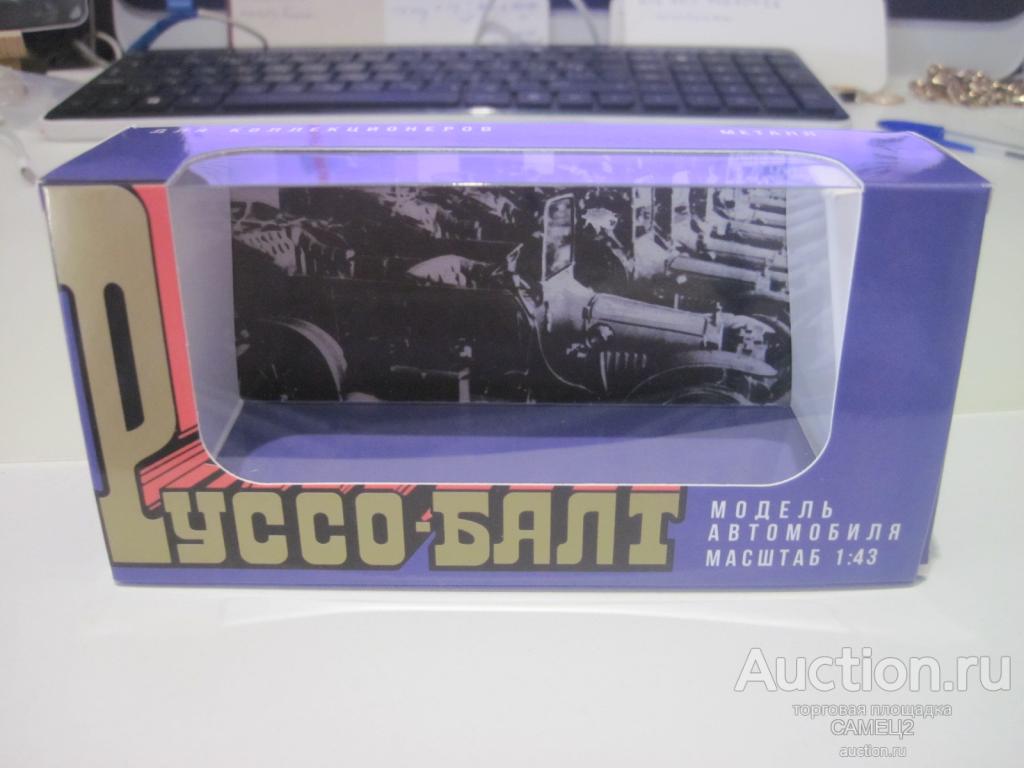 ДЛЯ КОЛЛЕКЦИОНЕРОВ
МЕТАЛЛ
РУССО-БАЛТ
МОДЕЛЬ
АВТОМОБИЛЯ
МАСШТАБ 1:43
Auction.ru
торговая площадка
САМЕЦ2
auction.ru